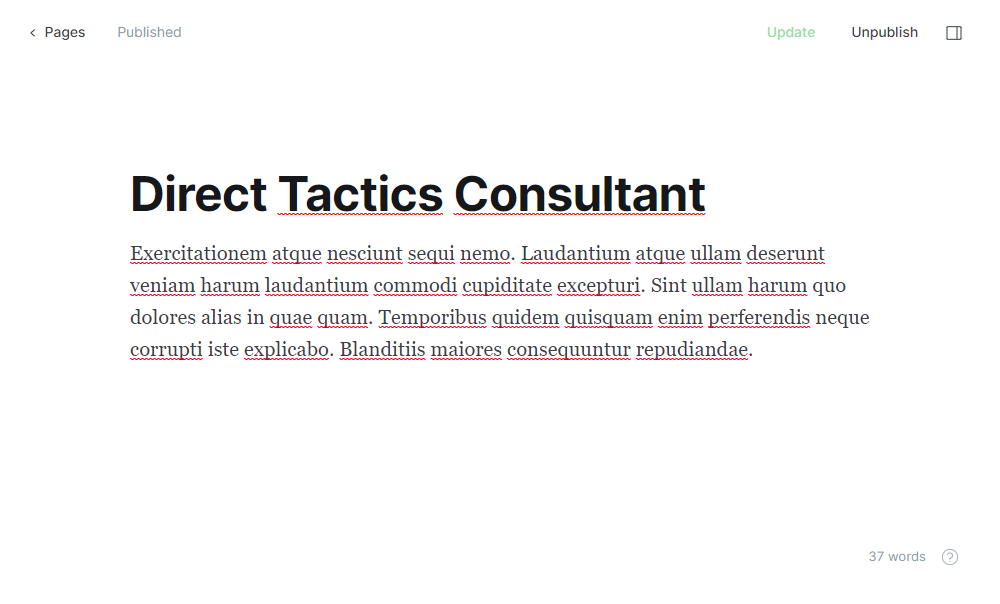 Pages
Published
Update
Unpublish
Direct Tactics Consultant
Exercitationem atque nesciunt sequi nemo. Laudantium atque ullam deserunt
veniam harum laudantium commodi cupiditate excepturi. Sint ullam harum quo
dolores alias in quae quam. Temporibus quidem quisquam enim perferendis neque
corrupti iste explicabo. Blanditiis maiores consequuntur repudiandae.
37 words
?